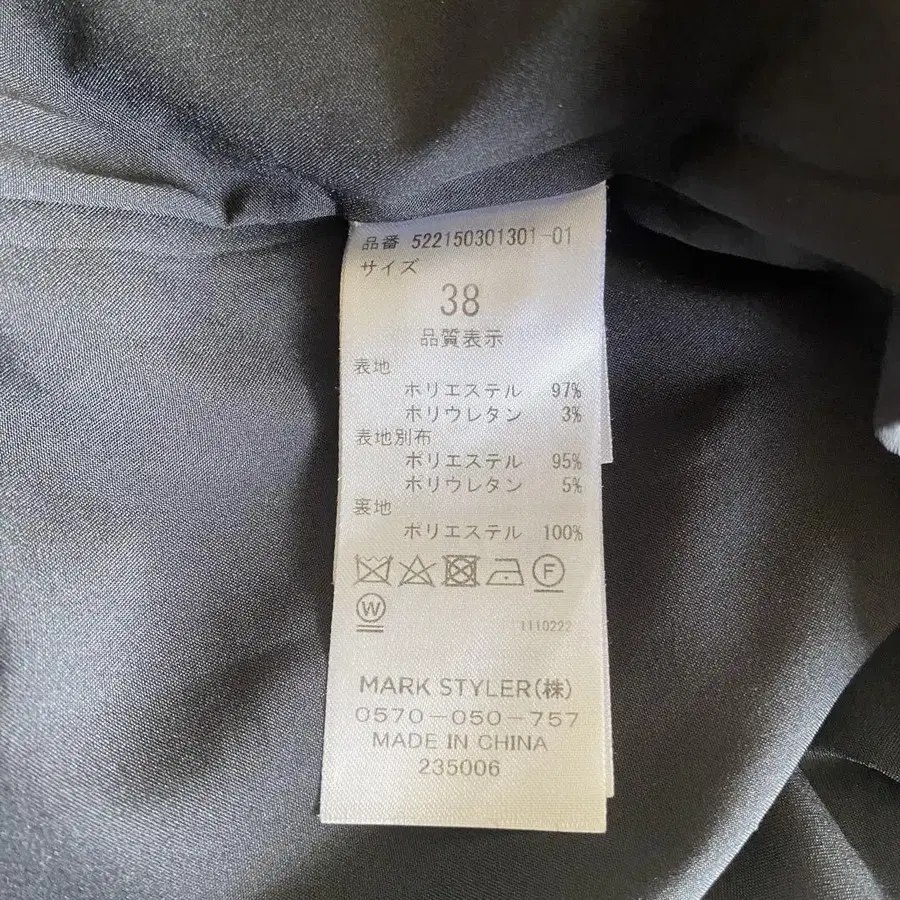 品番 522150301301-01
サイズ
38
品質表示
表地
ポリエステル 97%
ポリウレタン 3%
表地別布
ポリエステル 95%
ポリウレタン 5%
裏地
ポリエステル 100%
F
W
1110222
MARK STYLER(株)
0570-050-757
MADE IN CHINA
235006